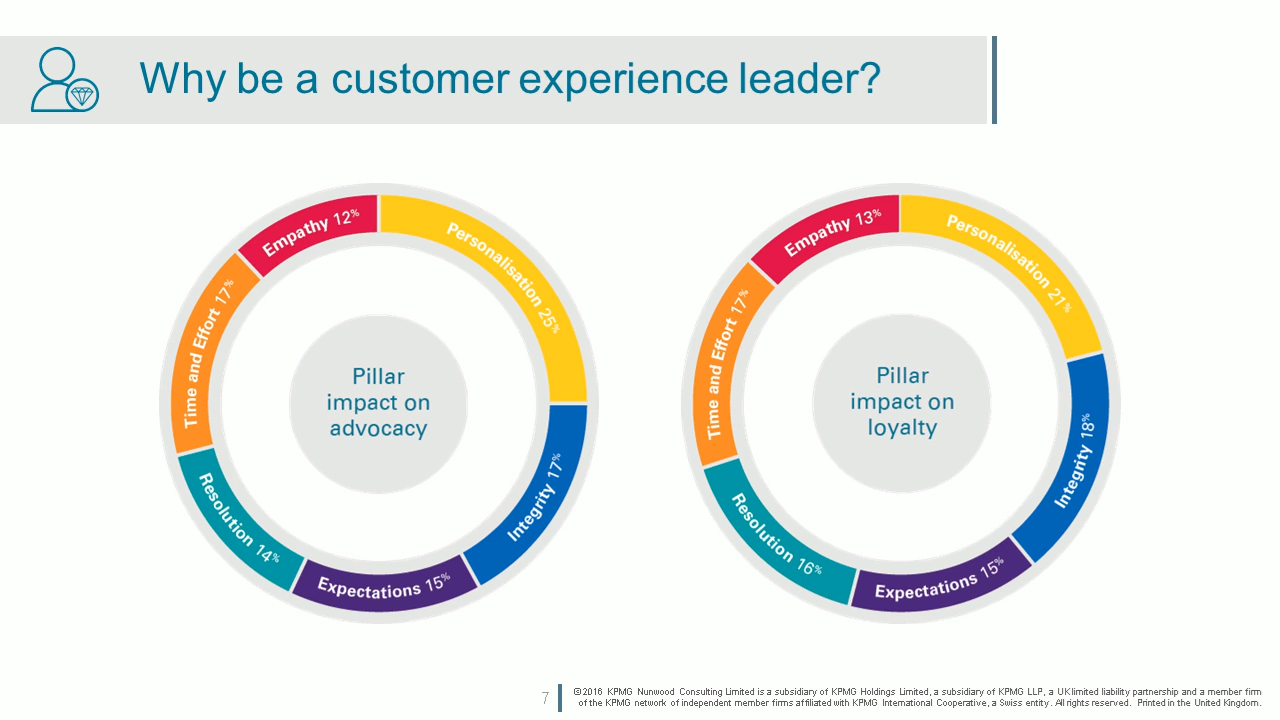 Why be a customer experience leader?
Empathy 12%
Personalisation 25%
Time and Effort 17%
Pillar
impact on
advocacy
Integrity 17%
Resolution 14%
Expectations 15%
Empathy 13%
Personalisation 21%
Time and Effort 17%
Pillar
impact on
loyalty
Integrity 18%
Resolution 16%
Expectations 15%
7
©2016 KPMG Nunwood Consulting Limited is a subsidiary of KPMG Holdings Limited, a subsidiary of KPMG LLP, a UK limited liability partnership and a member firm
of the KPMG network of independent member firms affiliated with KPMG International Cooperative, a Swiss entity. All rights reserved. Printed in the United Kingdom.